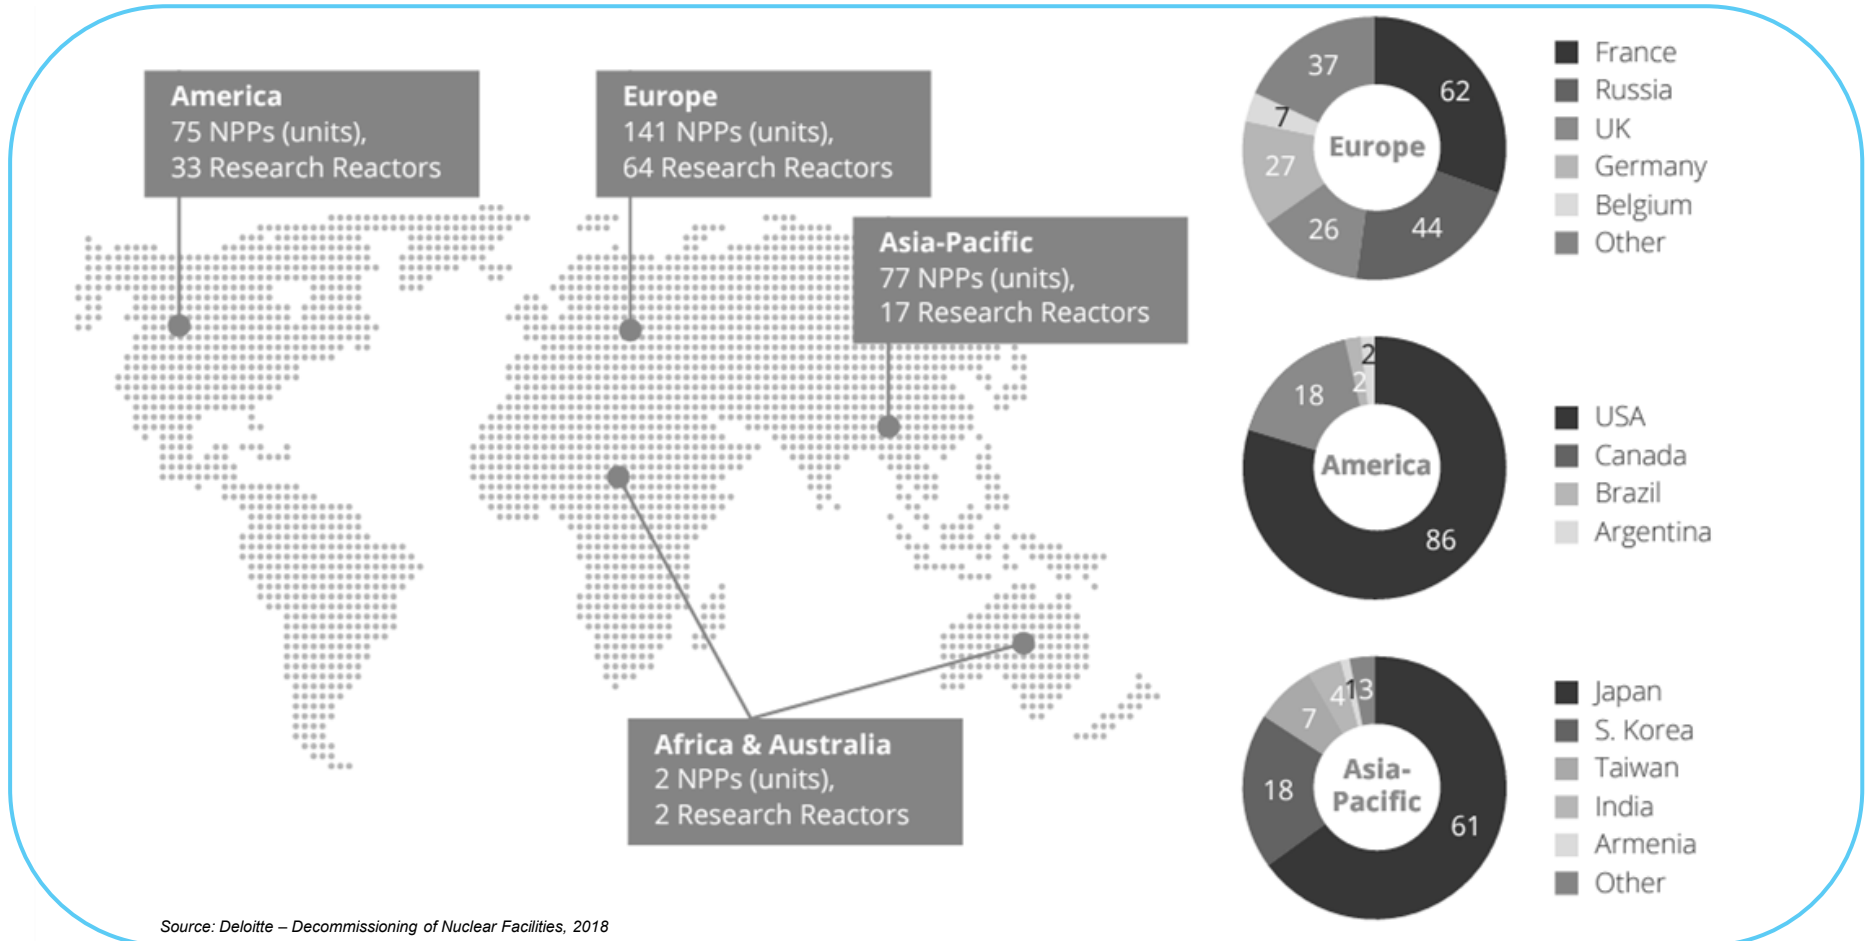 America
75 NPPs (units),
33 Research Reactors
Europe
141 NPPs (units),
64 Research Reactors
Asia-Pacific
77 NPPs (units),
17 Research Reactors
Africa & Australia
2 NPPs (units),
2 Research Reactors
Source: Deloitte – Decommissioning of Nuclear Facilities, 2018
Europe
62
44
26
27
7
37
France
Russia
UK
Germany
Belgium
Other
America
86
18
2
2
USA
Canada
Brazil
Argentina
Asia-
Pacific
61
18
7
4
1
3
Japan
S. Korea
Taiwan
India
Armenia
Other